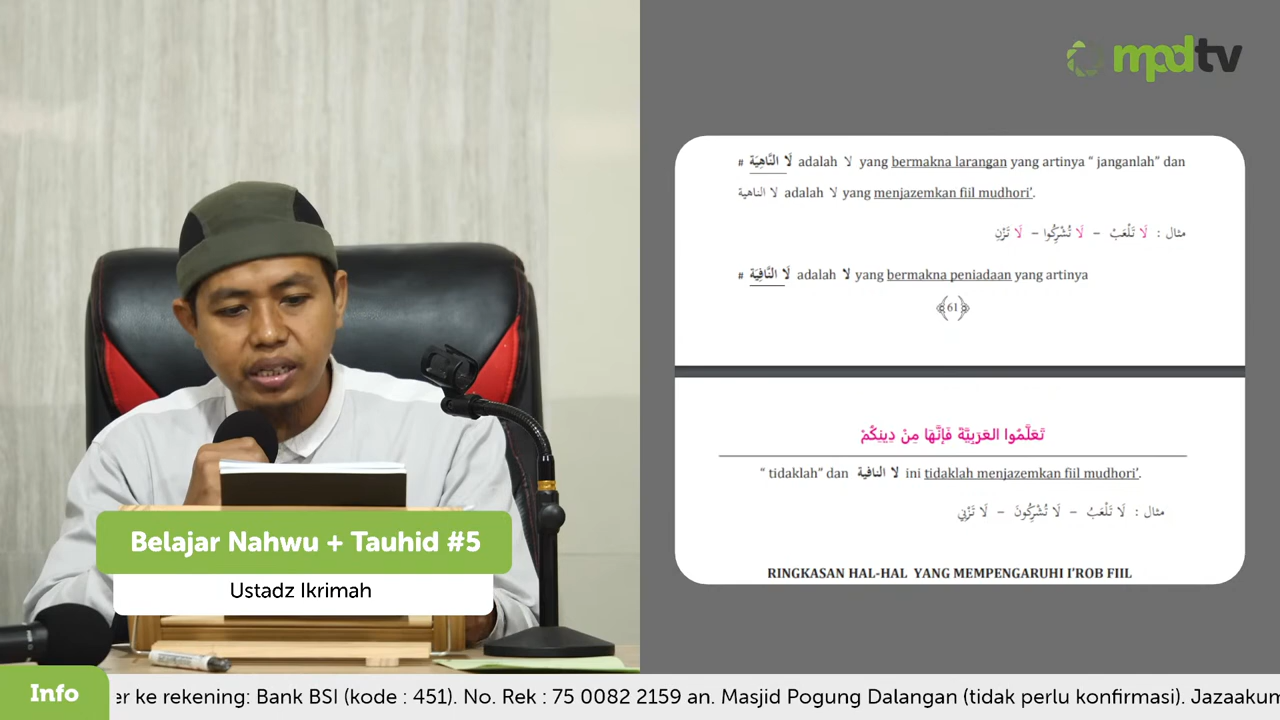 mpdtv
# لَا النَّاهِيَة adalah لا yang bermakna larangan yang artinya “ janganlah” dan
لا الناهية adalah لا yang menjazemkan fiil mudhori’.
مثال : لَا تَلْعَبْ – لَا تُشْرِكُوا – لَا تَزْنِ
# لَا النَّافِيَة adalah لا yang bermakna peniadaan yang artinya
61
تَعَلَّمُوا العَرَبِيَّةَ فَإِنَّهَا مِنْ دِينِكُمْ
“ tidaklah” dan لا النافية ini tidaklah menjazemkan fiil mudhori’.
مثال : لَا تَلْعَبُ – لَا تُشْرِكُونَ – لَا تَزْنِي
RINGKASAN HAL-HAL YANG MEMPENGARUHI I’ROB FIIL
Belajar Nahwu + Tauhid #5
Ustadz Ikrimah
Info
er ke rekening: Bank BSI (kode : 451). No. Rek : 75 0082 2159 an. Masjid Pogung Dalangan (tidak perlu konfirmasi). Jazaakum